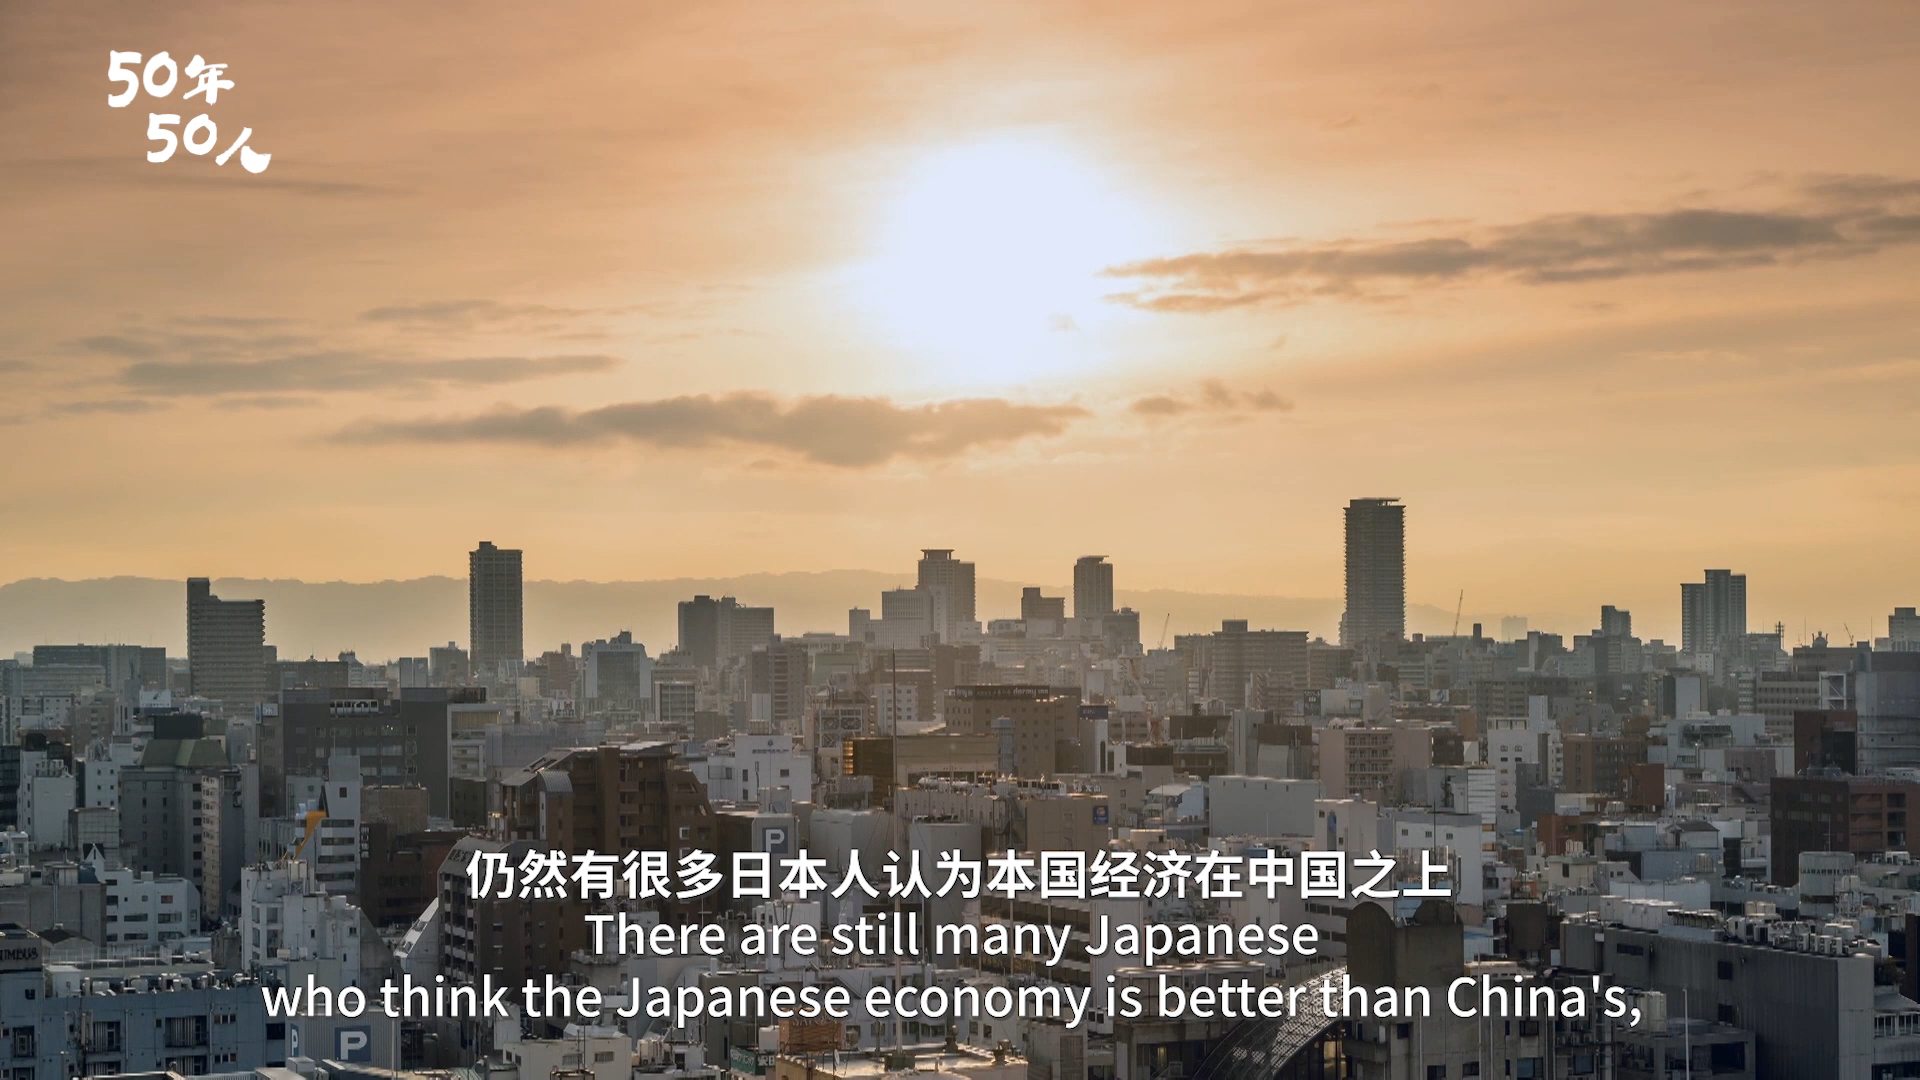 50年
50人
dormy inn
P
仍然有很多日本人认为本国经济在中国之上
There are still many Japanese
who think the Japanese economy is better than China's,
P